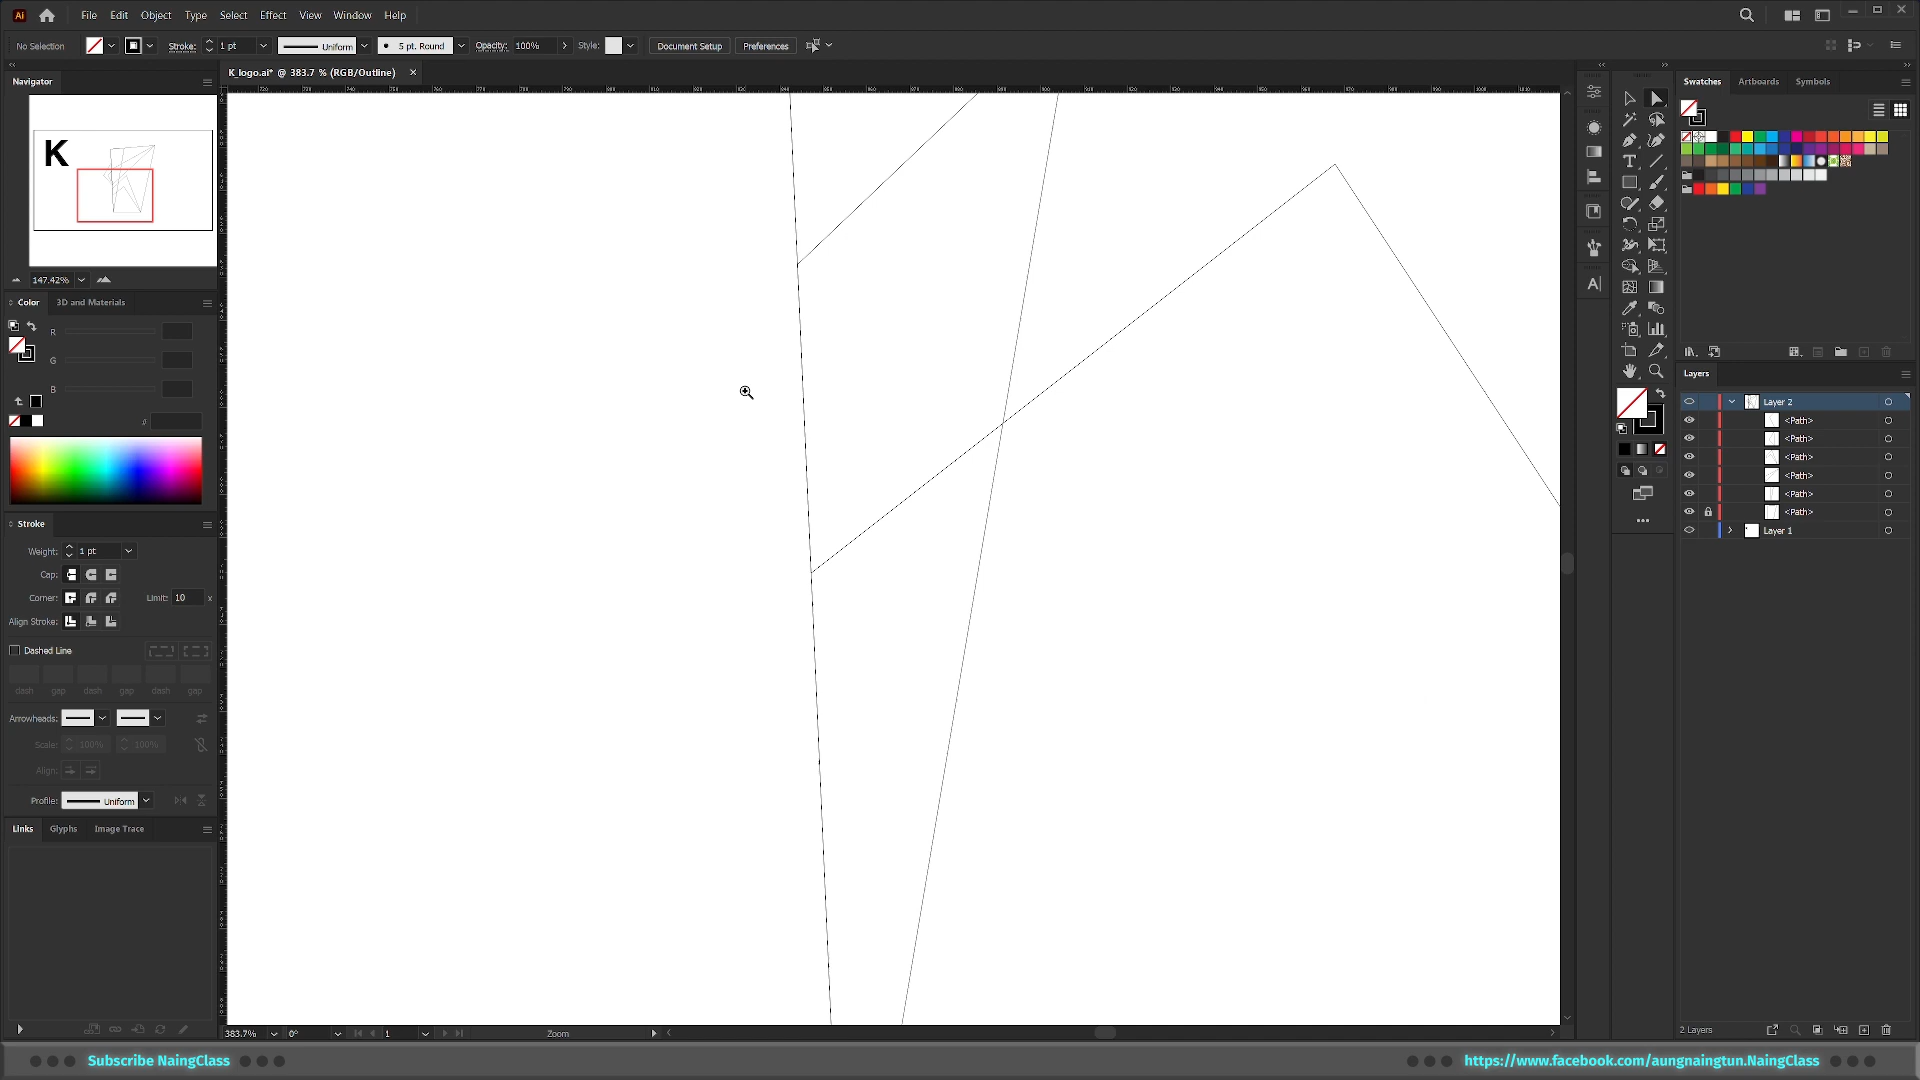 Ai File Edit Object Type Select Effect View Window Help
No Selection Stroke: 1 pt Uniform 5 pt. Round Opacity: 100% Style: Document Setup Preferences
K_logo.ai* @ 383.7 % (RGB/Outline)
Navigator
K
147.42%
Color 3D and Materials
R
G
B
#
Stroke
Weight: 1 pt
Cap:
Corner: Limit: 10 x
Align Stroke:
Dashed Line
dash gap dash gap dash gap
Arrowheads:
Scale: 100% 100%
Align:
Profile: Uniform
Links Glyphs Image Trace
383.7% 0° 1 Zoom
Swatches Artboards Symbols
Layers
Layer 2
<Path>
<Path>
<Path>
<Path>
<Path>
<Path>
Layer 1
2 Layers
Subscribe NaingClass
https://www.facebook.com/aungnaingtun.NaingClass